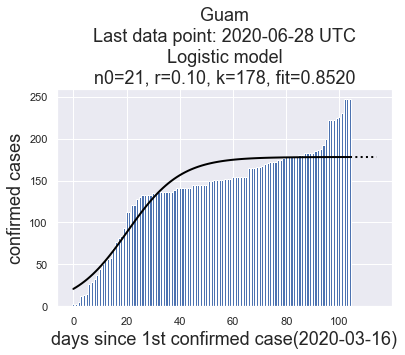 Guam
Last data point: 2020-06-28 UTC
Logistic model
n0=21, r=0.10, k=178, fit=0.8520
confirmed cases
250
200
150
100
50
0
0 20 40 60 80 100
days since 1st confirmed case(2020-03-16)